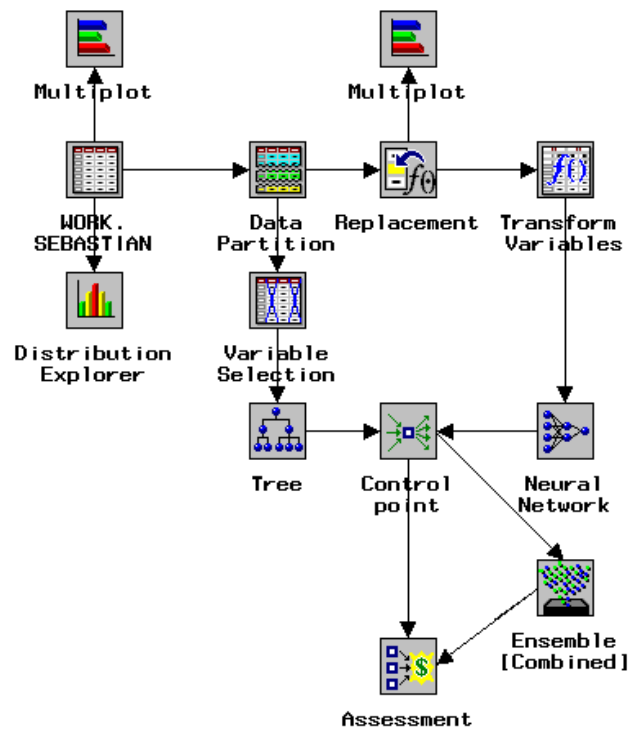 Multiplot
Multiplot
WORK.
SEBASTIAN
Data
Partition
Replacement
Transform
Variables
Distribution
Explorer
Variable
Selection
Tree
Control
point
Neural
Network
Ensemble
[Combined]
Assessment